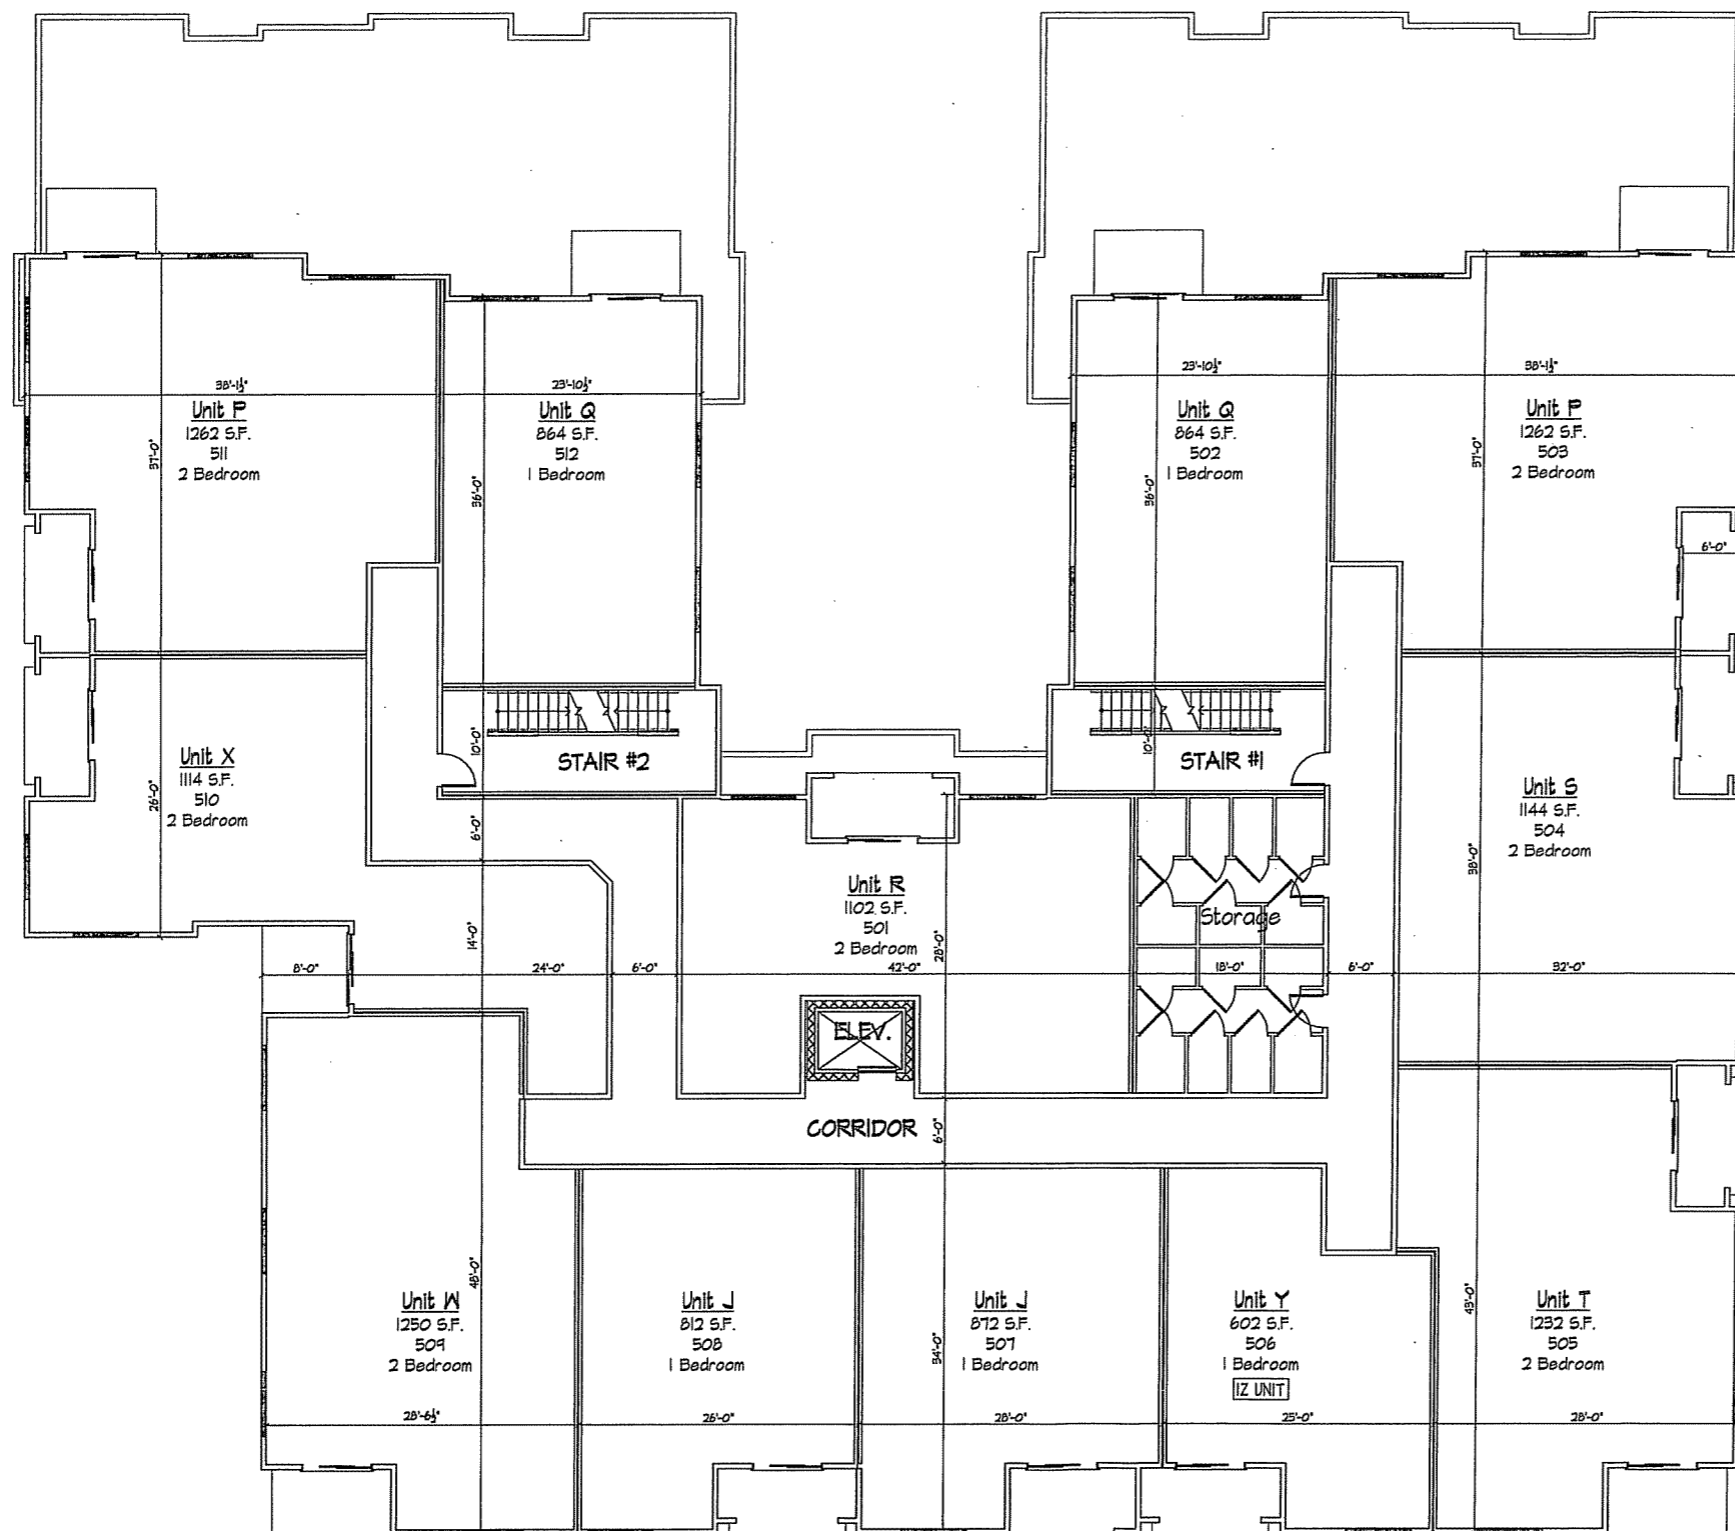 38'-1½"
23'-10½"
23'-10½"
38'-1½"
Unit P
1262 S.F.
511
2 Bedroom
37'-0"
Unit Q
864 S.F.
512
1 Bedroom
36'-0"
Unit Q
864 S.F.
502
1 Bedroom
36'-0"
Unit P
1262 S.F.
503
2 Bedroom
37'-0"
6'-0"
Unit X
1114 S.F.
510
2 Bedroom
26'-0"
10'-0"
STAIR #2
10'-0"
STAIR #1
6'-0"
Unit S
1144 S.F.
504
2 Bedroom
38'-0"
Unit R
1102 S.F.
501
2 Bedroom
28'-0"
Storage
14'-0"
8'-0"
24'-0"
6'-0"
42'-0"
18'-0"
6'-0"
32'-0"
ELEV.
CORRIDOR
6'-0"
Unit W
1250 S.F.
509
2 Bedroom
48'-0"
Unit J
812 S.F.
508
1 Bedroom
34'-0"
Unit J
872 S.F.
507
1 Bedroom
Unit Y
602 S.F.
506
1 Bedroom
IZ UNIT
43'-0"
Unit T
1232 S.F.
505
2 Bedroom
28'-6½"
26'-0"
28'-0"
25'-0"
28'-0"